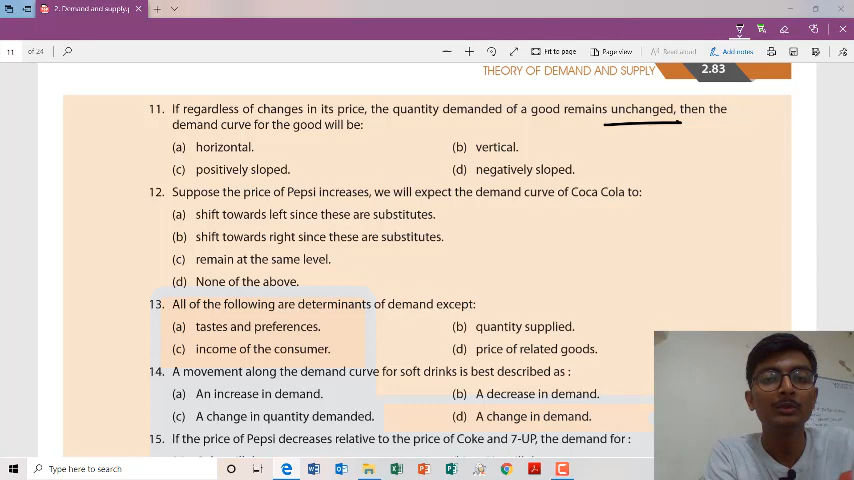 2. Demand and supply.p
11 of 24
Fit to page
Page view
Read aloud
Add notes
THEORY OF DEMAND AND SUPPLY 2.83
11. If regardless of changes in its price, the quantity demanded of a good remains unchanged, then the
demand curve for the good will be:
(a) horizontal. (b) vertical.
(c) positively sloped. (d) negatively sloped.
12. Suppose the price of Pepsi increases, we will expect the demand curve of Coca Cola to:
(a) shift towards left since these are substitutes.
(b) shift towards right since these are substitutes.
(c) remain at the same level.
(d) None of the above.
13. All of the following are determinants of demand except:
(a) tastes and preferences. (b) quantity supplied.
(c) income of the consumer. (d) price of related goods.
14. A movement along the demand curve for soft drinks is best described as :
(a) An increase in demand. (b) A decrease in demand.
(c) A change in quantity demanded. (d) A change in demand.
15. If the price of Pepsi decreases relative to the price of Coke and 7-UP, the demand for :
Type here to search